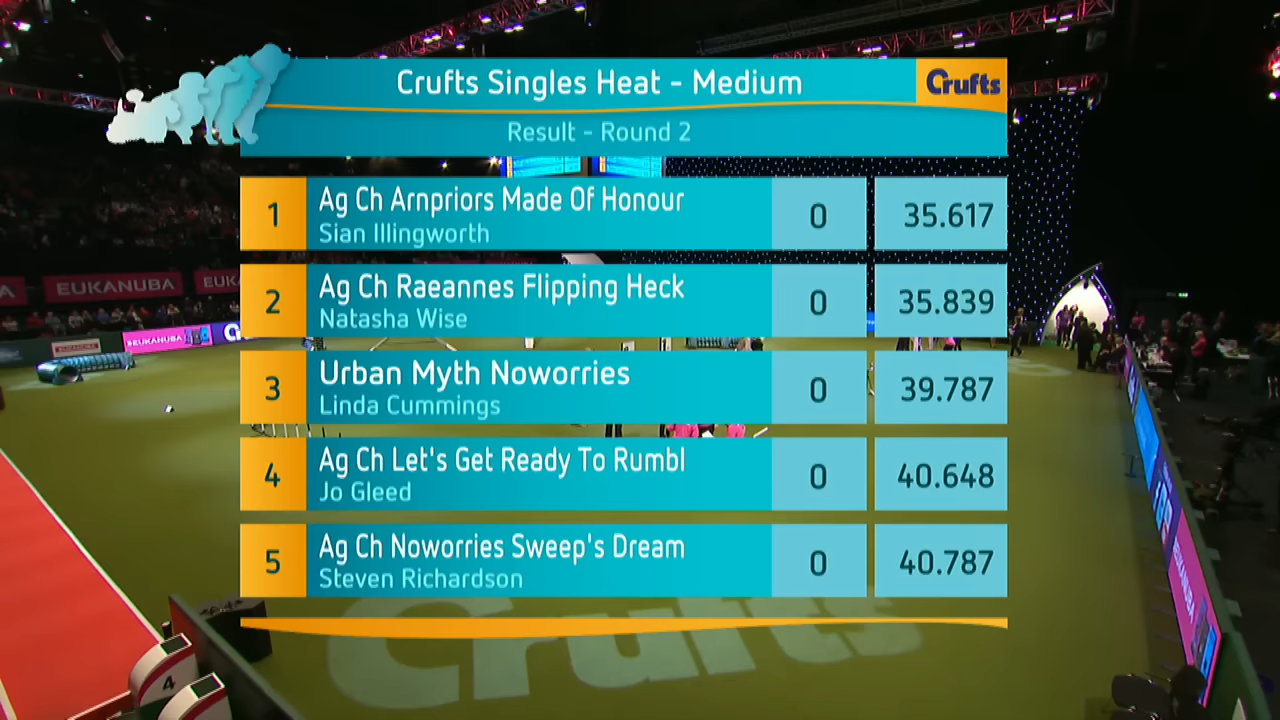 Crufts Singles Heat - Medium
Crufts
Result - Round 2
1
Ag Ch Arnpriors Made Of Honour
Sian Illingworth
0
35.617
2
Ag Ch Raeannes Flipping Heck
Natasha Wise
0
35.839
3
Urban Myth Noworries
Linda Cummings
0
39.787
4
Ag Ch Let's Get Ready To Rumbl
Jo Gleed
0
40.648
5
Ag Ch Noworries Sweep's Dream
Steven Richardson
0
40.787
EUKANUBA
EUK
EUKANUBA
Crufts
4